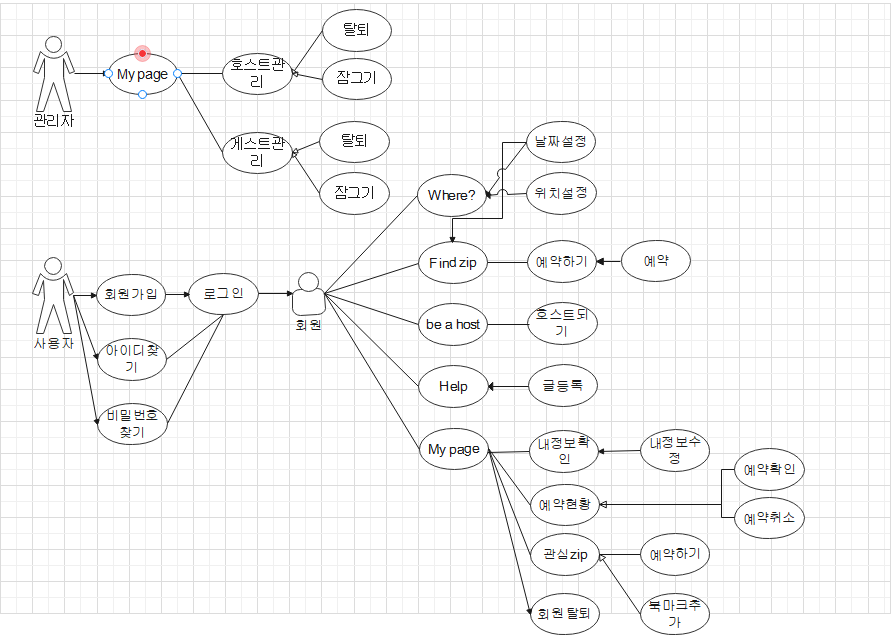 탈퇴
호스트관
리
잠그기
My page
관리자
게스트관
리
탈퇴
잠그기
날짜설정
Where?
위치설정
Find zip
예약하기
예약
사용자
회원가입
로그인
회원
아이디찾
기
비밀번호
찾기
be a host
호스트되
기
Help
글등록
My page
내정보확
인
내정보수
정
예약현황
예약확인
예약취소
관심zip
예약하기
회원탈퇴
북마크추
가